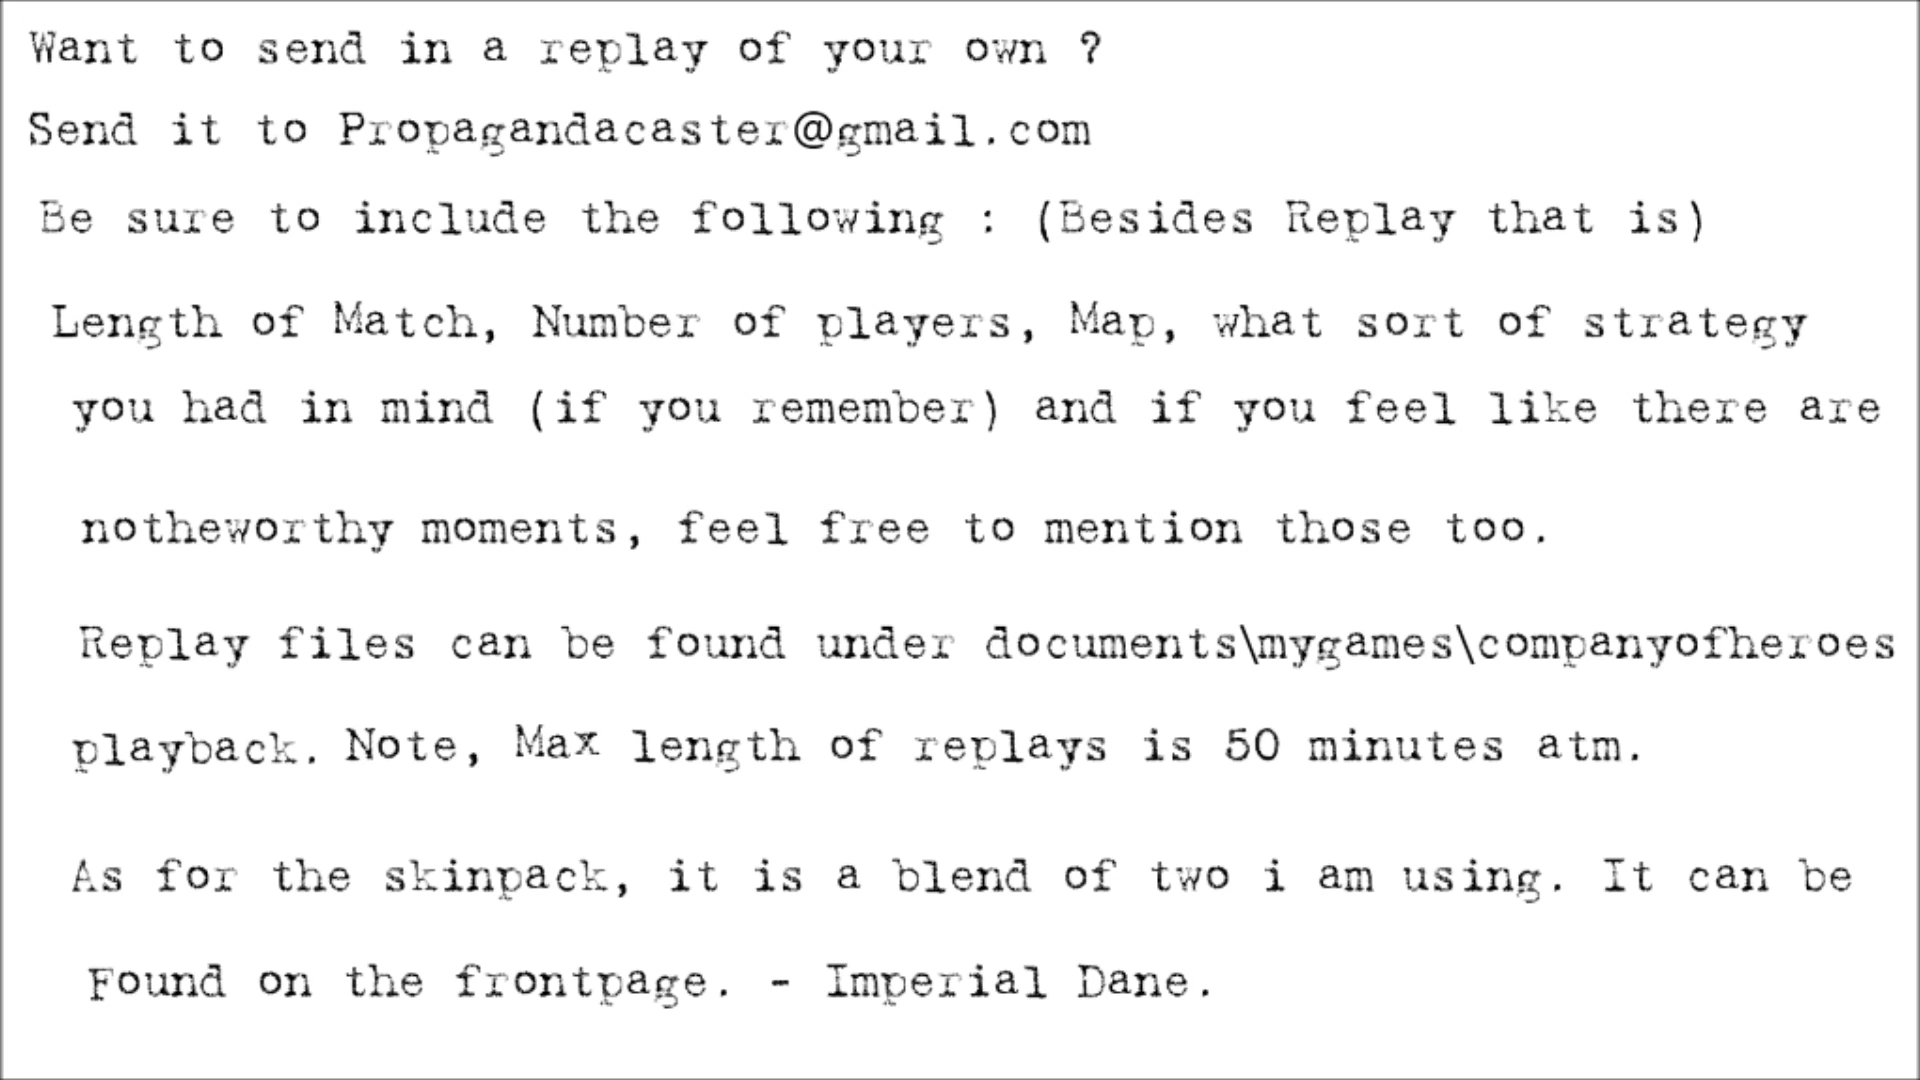 Want to send in a replay of your own ?
Send it to Propagandacaster@gmail.com
Be sure to include the following : (Besides Replay that is)
Length of Match, Number of players, Map, what sort of strategy
you had in mind (if you remember) and if you feel like there are
notheworthy moments, feel free to mention those too.
Replay files can be found under documents\mygames\companyofheroes
playback. Note, Max length of replays is 50 minutes atm.
As for the skinpack, it is a blend of two i am using. It can be
Found on the frontpage. - Imperial Dane.